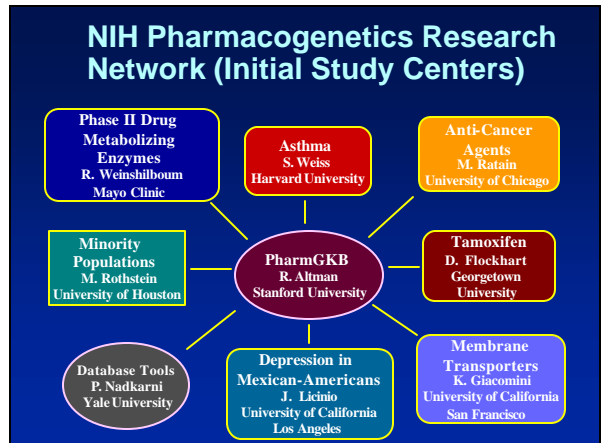 NIH Pharmacogenetics Research
Network (Initial Study Centers)
Phase II Drug
Metabolizing
Enzymes
R. Weinshilboum
Mayo Clinic
Asthma
S. Weiss
Harvard University
Anti-Cancer
Agents
M. Ratain
University of Chicago
Minority
Populations
M. Rothstein
University of Houston
PharmGKB
R. Altman
Stanford University
Tamoxifen
D. Flockhart
Georgetown
University
Database Tools
P. Nadkarni
Yale University
Depression in
Mexican-Americans
J. Licinio
University of California
Los Angeles
Membrane
Transporters
K. Giacomini
University of California
San Francisco